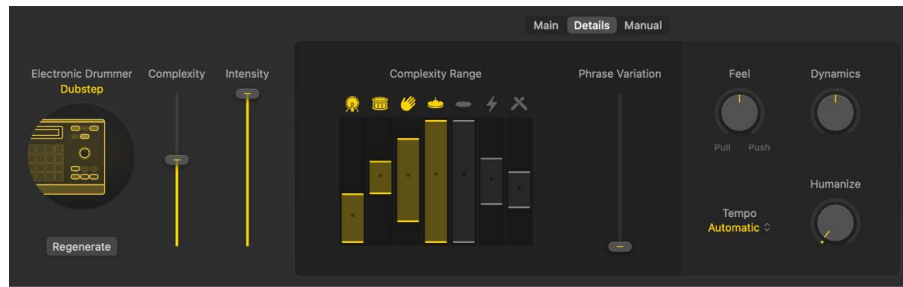 Main Details Manual
Electronic Drummer
Dubstep
Complexity
Intensity
Regenerate
Complexity Range
Phrase Variation
Feel
Pull Push
Dynamics
Tempo
Automatic
Humanize